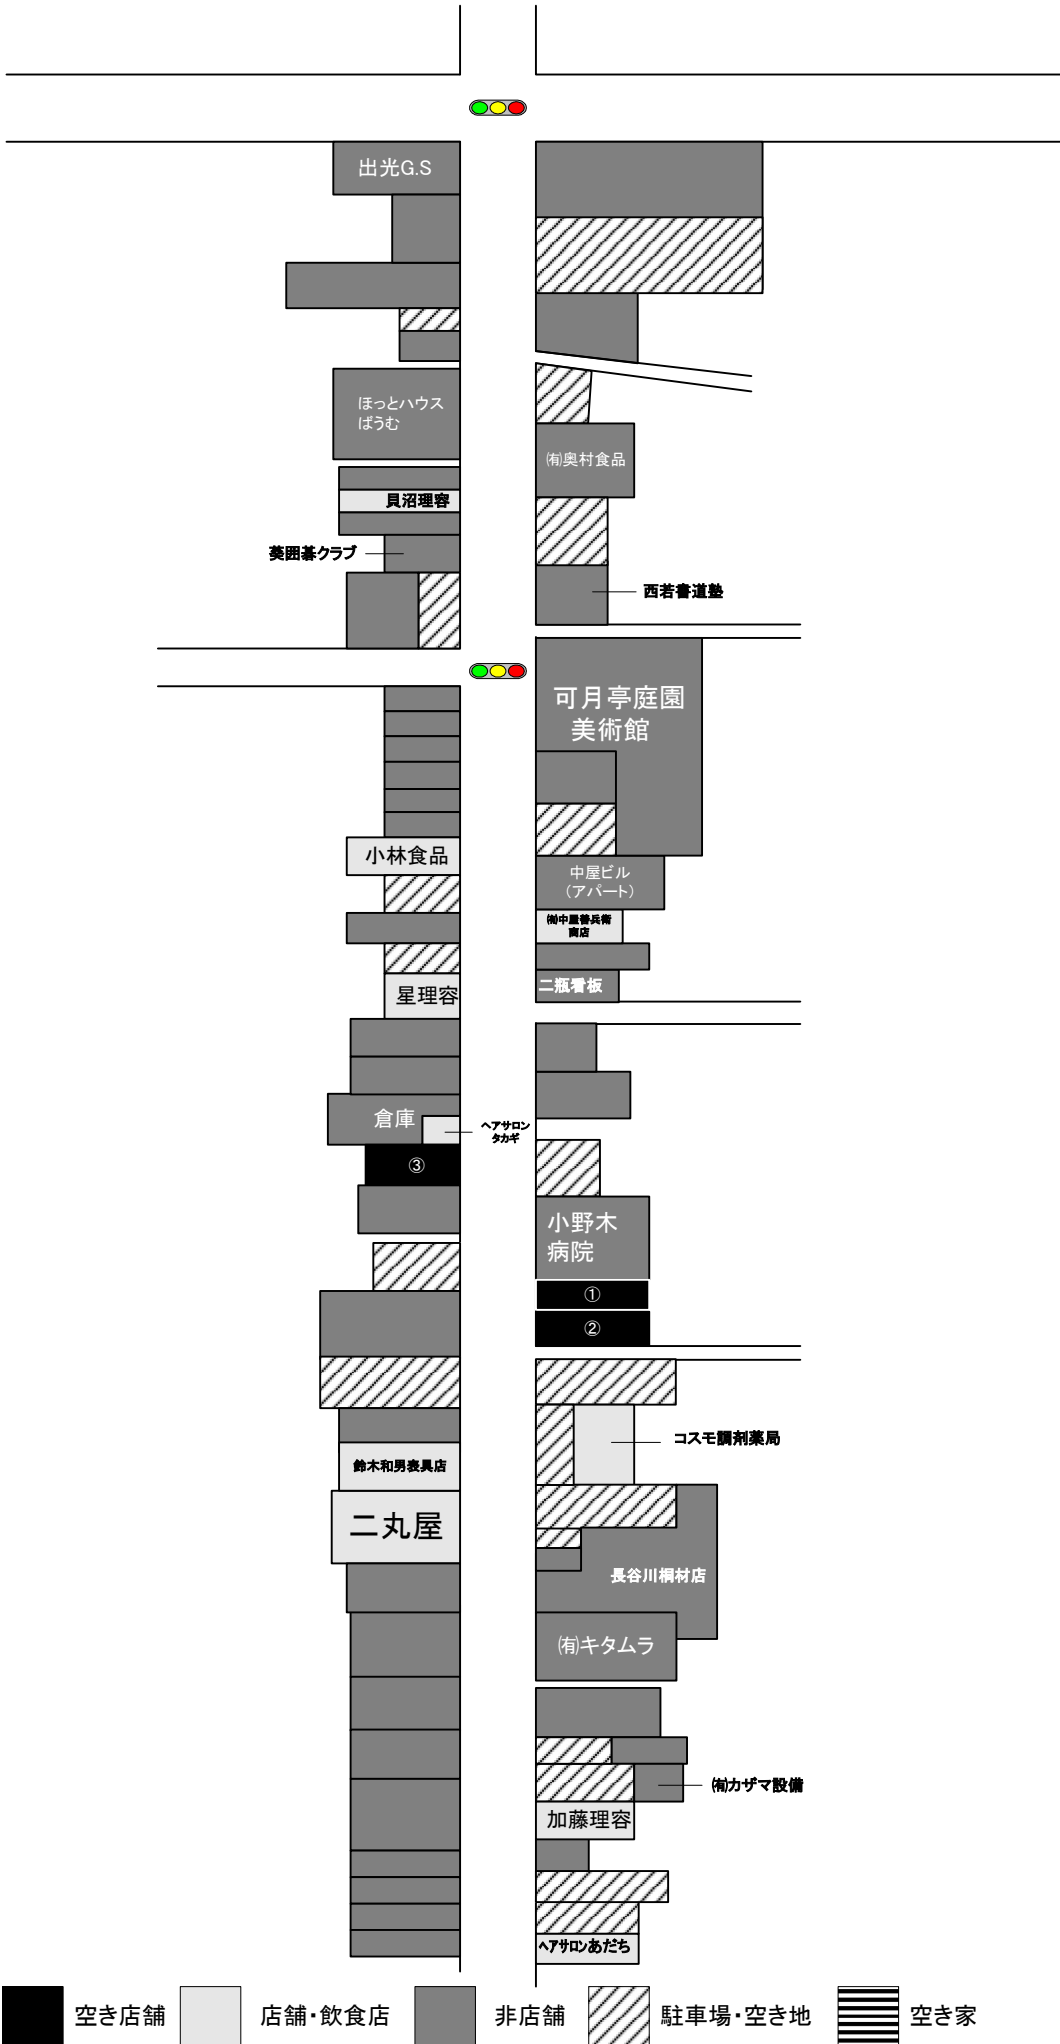 出光G.S
ほっとハウス
ぱうむ
㈲奥村食品
貝沼理容
葵囲碁クラブ
西若書道塾
可月亭庭園
美術館
小林食品
中屋ビル
(アパート)
㈲中屋善兵衛
商店
二瓶看板
星理容
倉庫
ヘアサロン
タカギ
③
小野木
病院
①
②
コスモ調剤薬局
鈴木和男表具店
二丸屋
長谷川桐材店
㈲キタムラ
㈲カザマ設備
加藤理容
ヘアサロンあだち
空き店舗
店舗・飲食店
非店舗
駐車場・空き地
空き家